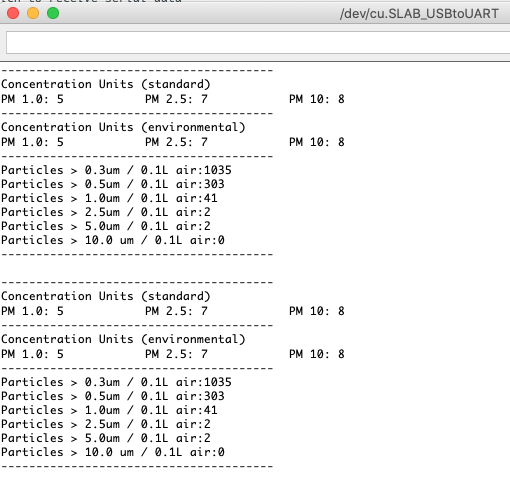 /dev/cu.SLAB_USBtoUART
---------------------------------------
Concentration Units (standard)
PM 1.0: 5 PM 2.5: 7 PM 10: 8
---------------------------------------
Concentration Units (environmental)
PM 1.0: 5 PM 2.5: 7 PM 10: 8
---------------------------------------
Particles > 0.3um / 0.1L air:1035
Particles > 0.5um / 0.1L air:303
Particles > 1.0um / 0.1L air:41
Particles > 2.5um / 0.1L air:2
Particles > 5.0um / 0.1L air:2
Particles > 10.0 um / 0.1L air:0
---------------------------------------
---------------------------------------
Concentration Units (standard)
PM 1.0: 5 PM 2.5: 7 PM 10: 8
---------------------------------------
Concentration Units (environmental)
PM 1.0: 5 PM 2.5: 7 PM 10: 8
---------------------------------------
Particles > 0.3um / 0.1L air:1035
Particles > 0.5um / 0.1L air:303
Particles > 1.0um / 0.1L air:41
Particles > 2.5um / 0.1L air:2
Particles > 5.0um / 0.1L air:2
Particles > 10.0 um / 0.1L air:0
---------------------------------------